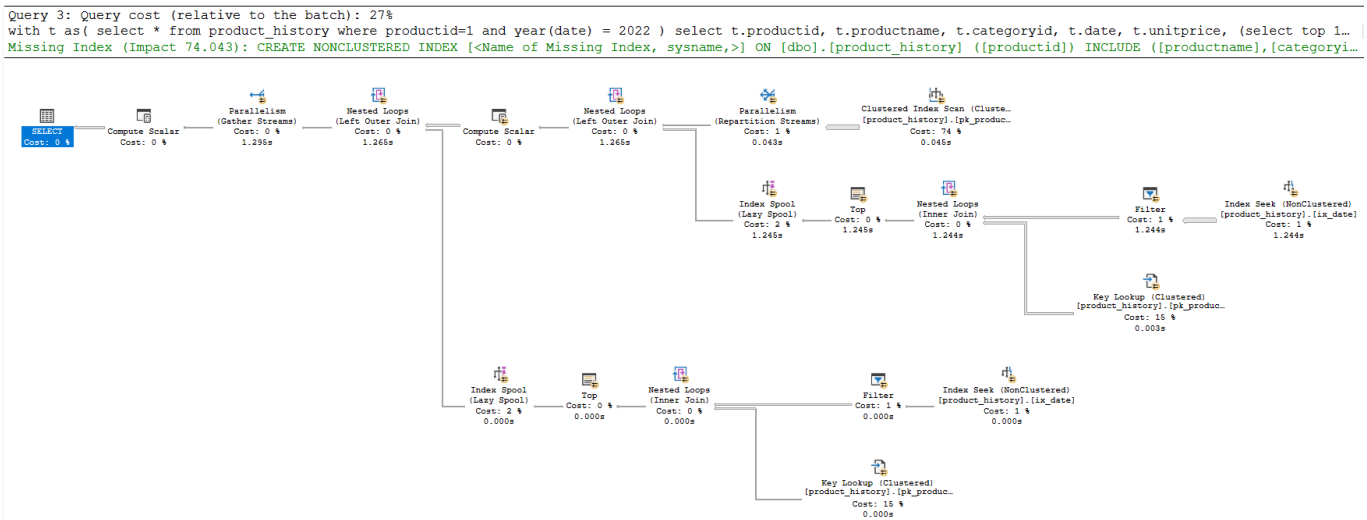 Query 3: Query cost (relative to the batch): 27%
with t as( select * from product_history where productid=1 and year(date) = 2022 ) select t.productid, t.productname, t.categoryid, t.date, t.unitprice, (select top 1…
Missing Index (Impact 74.043): CREATE NONCLUSTERED INDEX [<Name of Missing Index, sysname,>] ON [dbo].[product_history] ([productid]) INCLUDE ([productname],[categoryi…
SELECT
Cost: 0 %
Compute Scalar
Cost: 0 %
Parallelism
(Gather Streams)
Cost: 0 %
1.295s
Nested Loops
(Left Outer Join)
Cost: 0 %
1.265s
Compute Scalar
Cost: 0 %
Nested Loops
(Left Outer Join)
Cost: 0 %
1.265s
Parallelism
(Repartition Streams)
Cost: 1 %
0.043s
Clustered Index Scan (Cluste…
[product_history].[pk_produc…
Cost: 74 %
0.045s
Index Spool
(Lazy Spool)
Cost: 2 %
1.245s
Top
Cost: 0 %
1.245s
Nested Loops
(Inner Join)
Cost: 0 %
1.244s
Filter
Cost: 1 %
1.244s
Index Seek (NonClustered)
[product_history].[ix_date]
Cost: 1 %
1.244s
Key Lookup (Clustered)
[product_history].[pk_produc…
Cost: 15 %
0.003s
Index Spool
(Lazy Spool)
Cost: 2 %
0.000s
Top
Cost: 0 %
0.000s
Nested Loops
(Inner Join)
Cost: 0 %
0.000s
Filter
Cost: 1 %
0.000s
Index Seek (NonClustered)
[product_history].[ix_date]
Cost: 1 %
0.000s
Key Lookup (Clustered)
[product_history].[pk_produc…
Cost: 15 %
0.000s